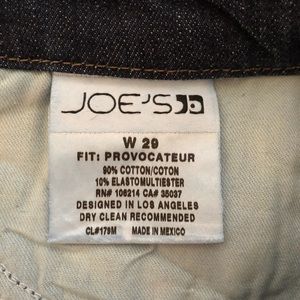 JOE'S
W 29
FIT: PROVOCATEUR
90% COTTON/COTON
10% ELASTOMULTIESTER
RN# 106214 CA# 35037
DESIGNED IN LOS ANGELES
DRY CLEAN RECOMMENDED
CL#179M MADE IN MEXICO